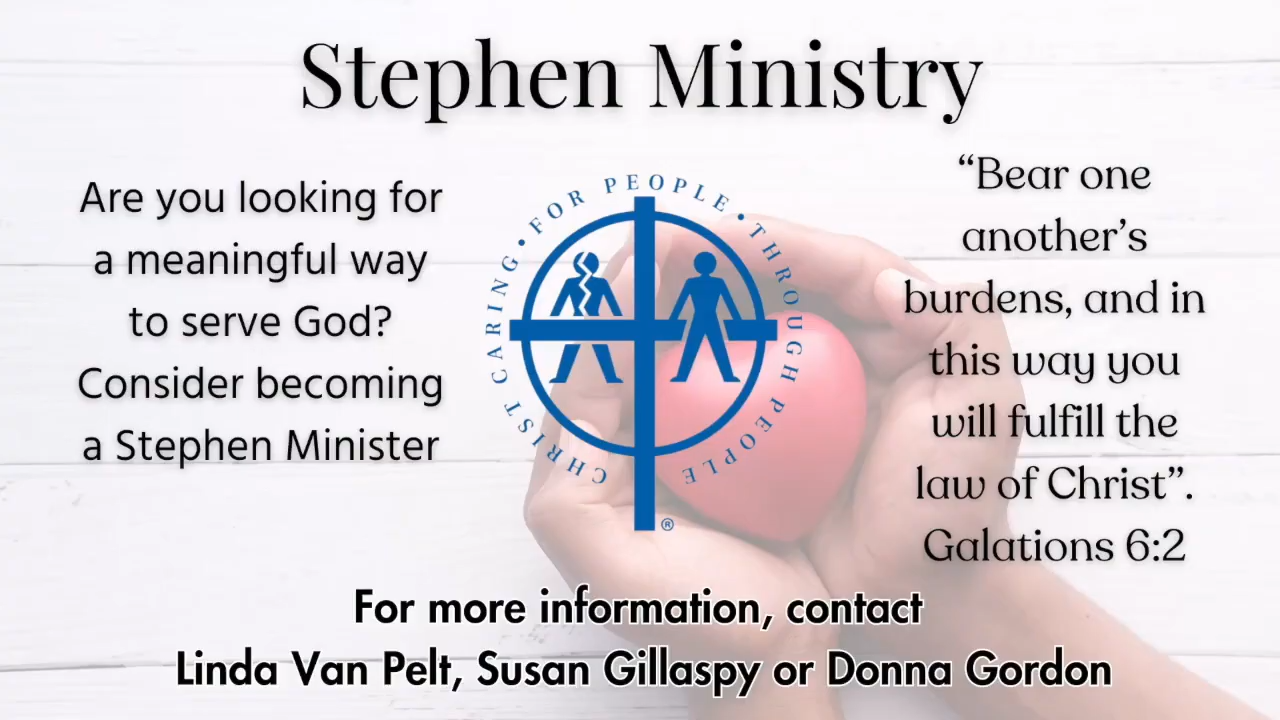 Stephen Ministry
Are you looking for
a meaningful way
to serve God?
Consider becoming
a Stephen Minister
CHRIST CARING • FOR PEOPLE • THROUGH PEOPLE
®
“Bear one
another’s
burdens, and in
this way you
will fulfill the
law of Christ”.
Galations 6:2
For more information, contact
Linda Van Pelt, Susan Gillaspy or Donna Gordon